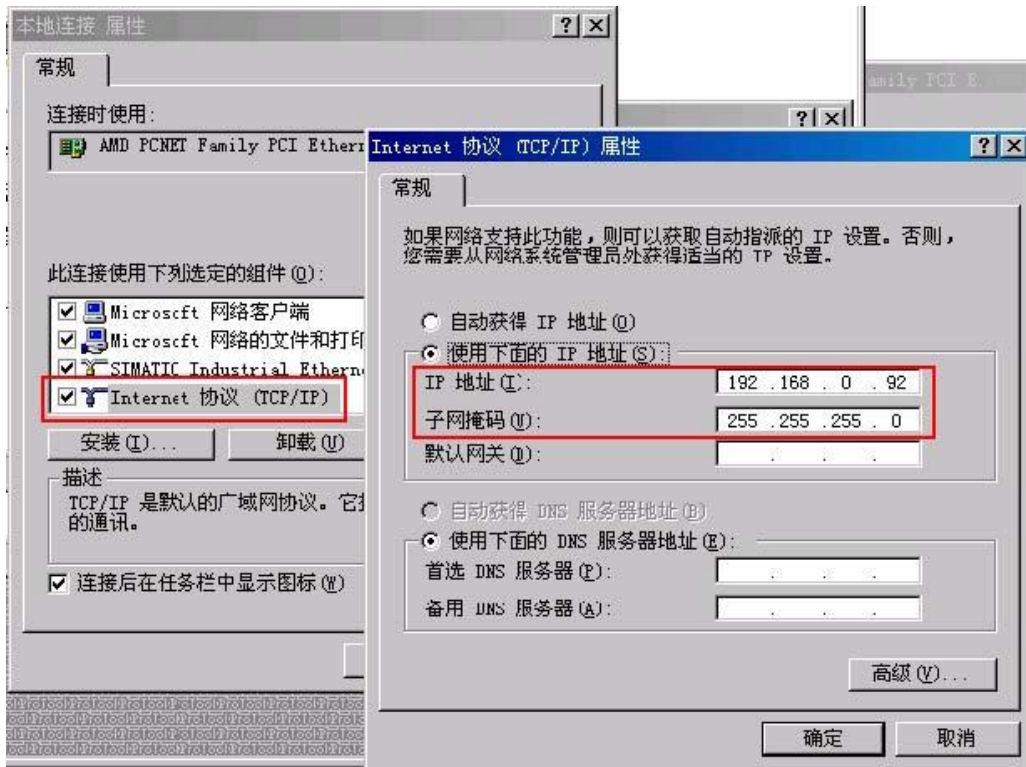 本地连接 属性
常规
连接时使用:
AMD PCNET Family PCI Ethern
此连接使用下列选定的组件(O):
Microsoft 网络客户端
Microsoft 网络的文件和打印
SIMATIC Industrial Etherne
Internet 协议 (TCP/IP)
安装(I)...
卸载(U)
描述
TCP/IP 是默认的广域网协议。它
的通讯。
连接后在任务栏中显示图标(W)
amily PCI E
Internet 协议 (TCP/IP) 属性
常规
如果网络支持此功能，则可以获取自动指派的 IP 设置。否则，
您需要从网络系统管理员处获得适当的 IP 设置。
自动获得 IP 地址(O)
使用下面的 IP 地址(S):
IP 地址(I): 192 .168 . 0 . 92
子网掩码(U): 255 .255 .255 . 0
默认网关(D):
自动获得 DNS 服务器地址(B)
使用下面的 DNS 服务器地址(E):
首选 DNS 服务器(P):
备用 DNS 服务器(A):
高级(V)...
确定
取消